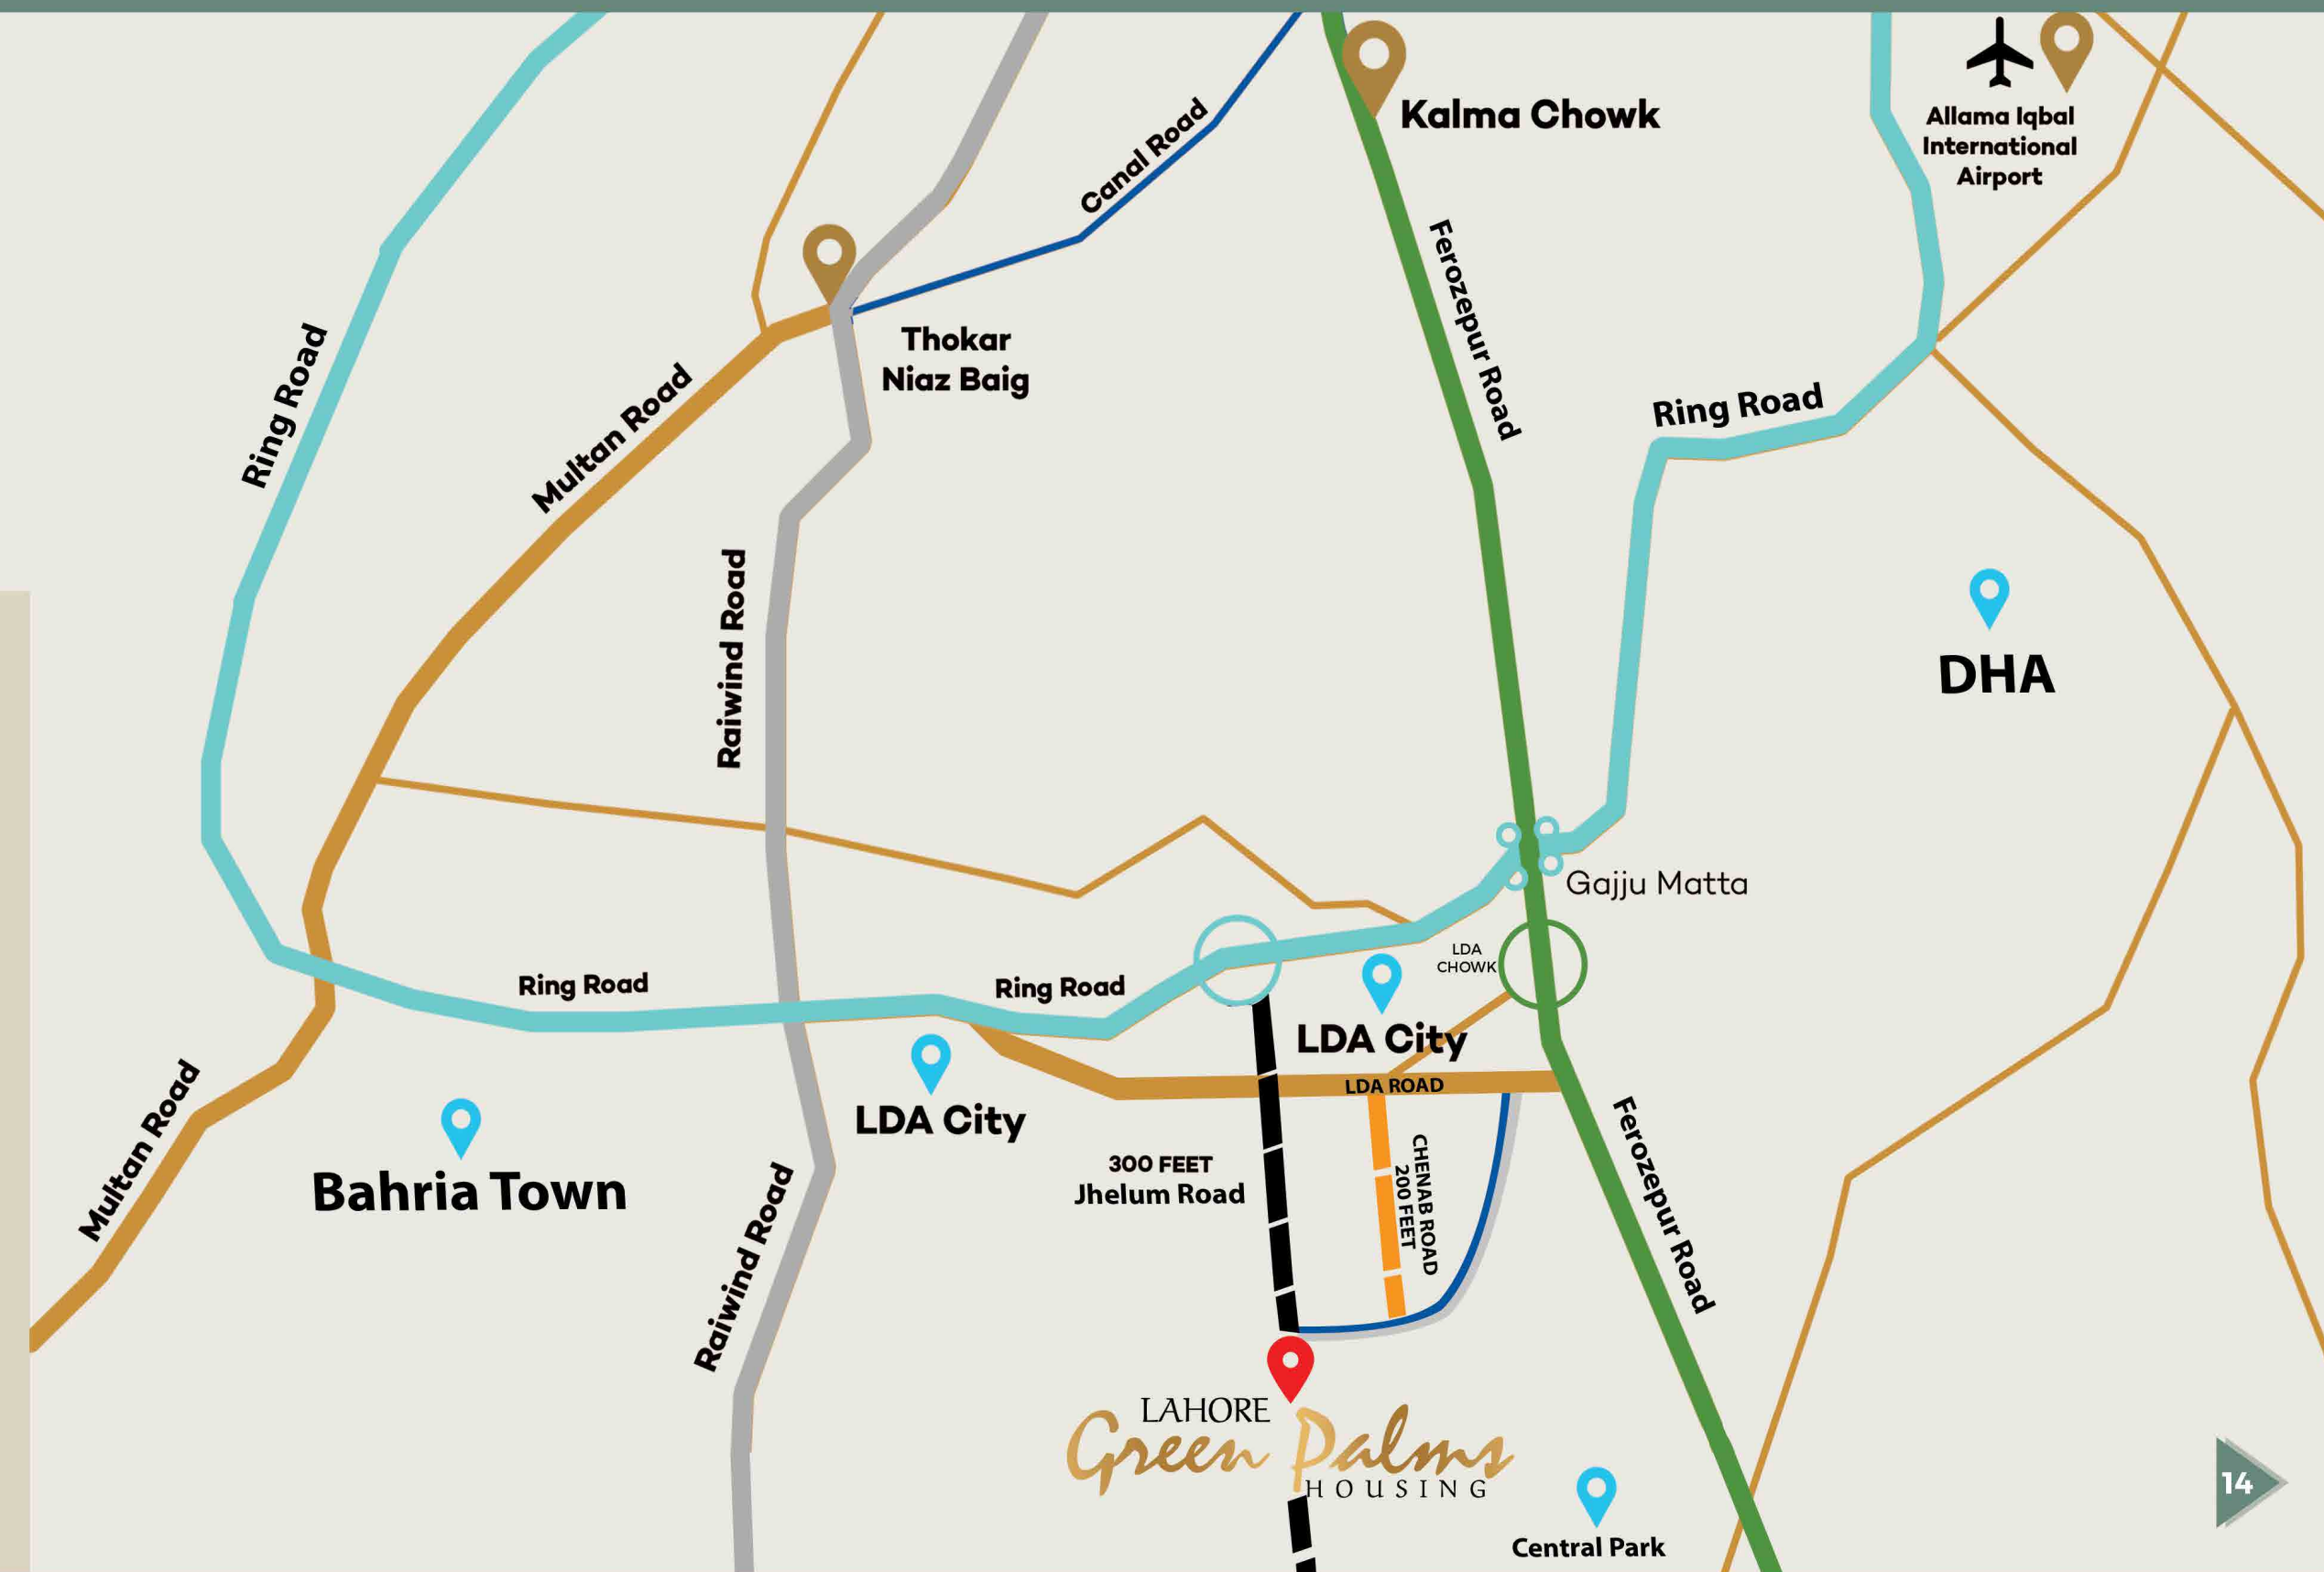 Kalma Chowk
Allama Iqbal
International
Airport
Canal Road
Ferozepur Road
Thokar
Niaz Baig
Ring Road
Multan Road
Ring Road
Raiwind Road
DHA
Gajju Matta
LDA
CHOWK
Ring Road
Ring Road
LDA City
LDA City
LDA ROAD
Multan Road
Bahria Town
300 FEET
Jhelum Road
CHENAB ROAD
200 FEET
Ferozepur Road
Raiwind Road
LAHORE
Green Palms
HOUSING
Central Park
14